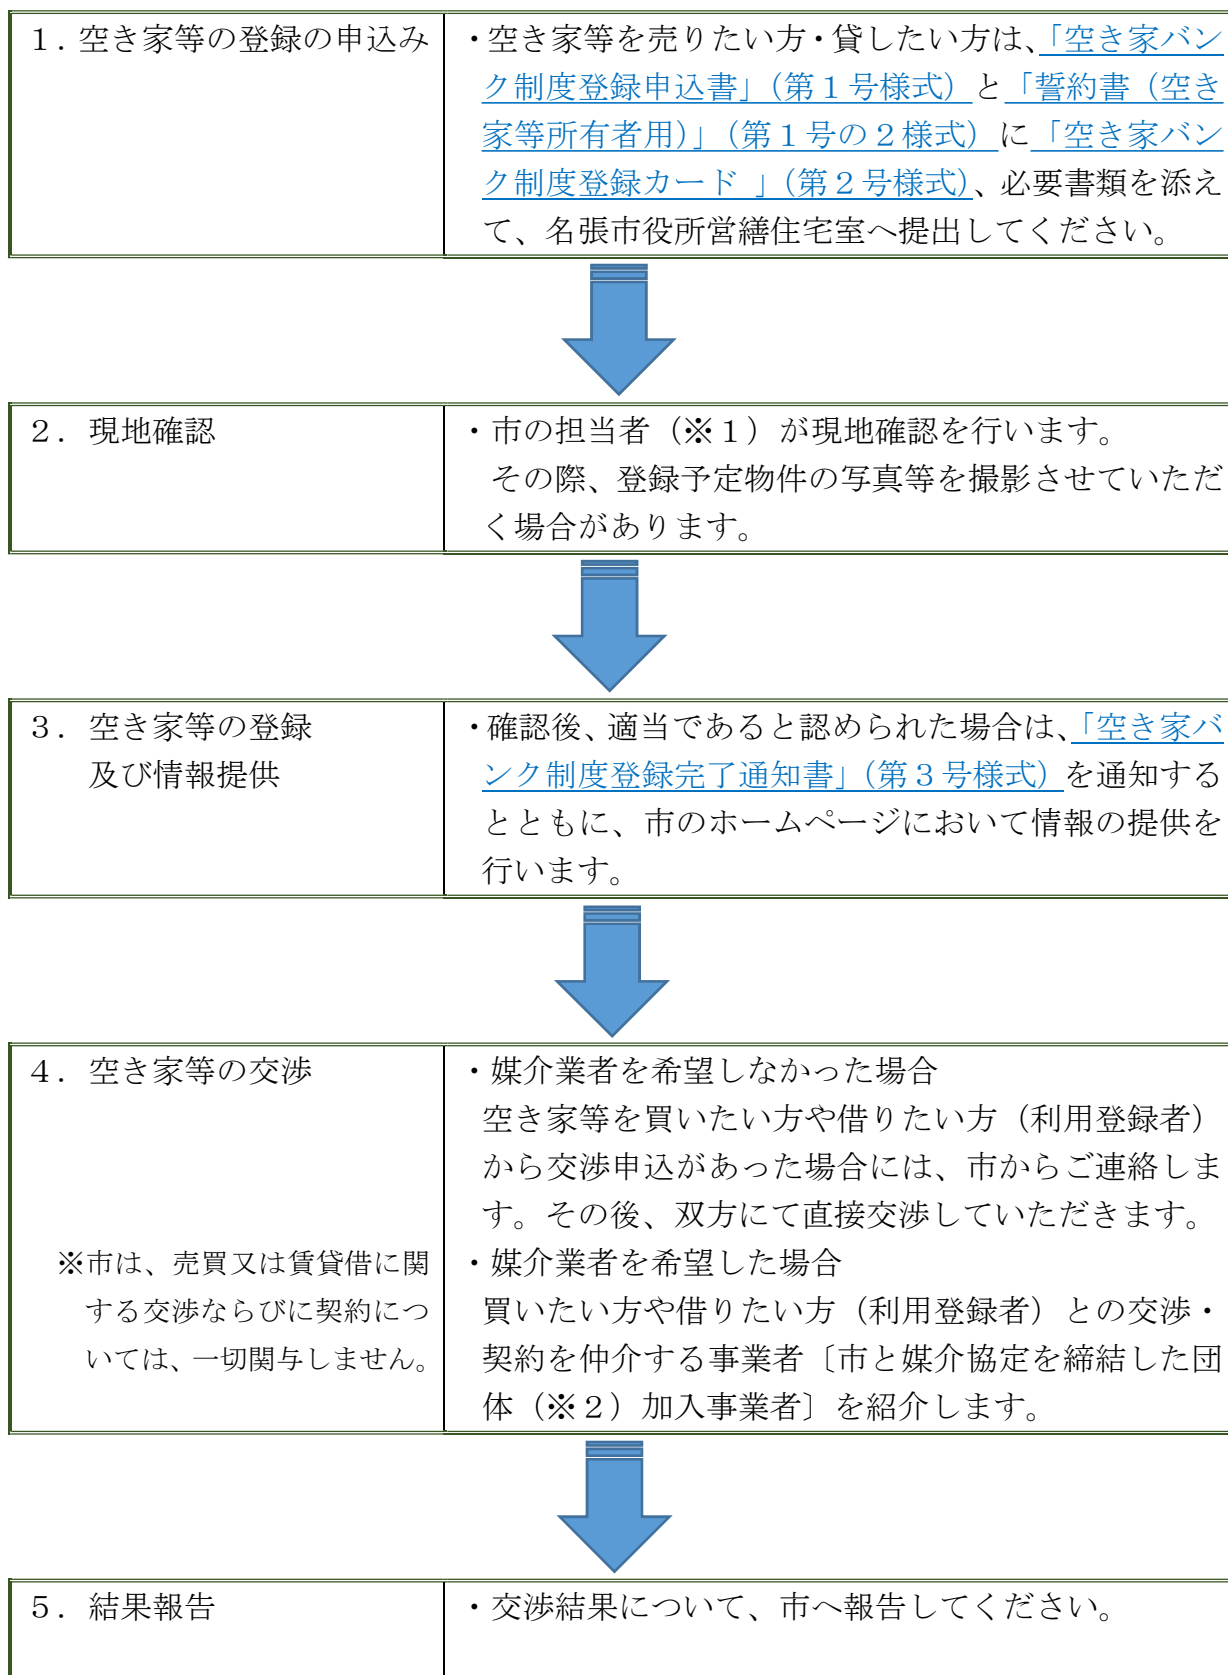 １．空き家等の登録の申込み
・空き家等を売りたい方・貸したい方は、「空き家バン
ク制度登録申込書」（第１号様式）と「誓約書（空き
家等所有者用）」（第１号の２様式）に「空き家バン
ク制度登録カード 」（第２号様式）、必要書類を添え
て、名張市役所営繕住宅室へ提出してください。
２．現地確認
・市の担当者（※１）が現地確認を行います。
その際、登録予定物件の写真等を撮影させていただ
く場合があります。
３．空き家等の登録
及び情報提供
・確認後、適当であると認められた場合は、「空き家バ
ンク制度登録完了通知書」（第３号様式）を通知する
とともに、市のホームページにおいて情報の提供を
行います。
４．空き家等の交渉
※市は、売買又は賃貸借に関
する交渉ならびに契約につ
いては、一切関与しません。
・媒介業者を希望しなかった場合
空き家等を買いたい方や借りたい方（利用登録者）
から交渉申込があった場合には、市からご連絡しま
す。その後、双方にて直接交渉していただきます。
・媒介業者を希望した場合
買いたい方や借りたい方（利用登録者）との交渉・
契約を仲介する事業者〔市と媒介協定を締結した団
体（※２）加入事業者〕を紹介します。
５．結果報告
・交渉結果について、市へ報告してください。